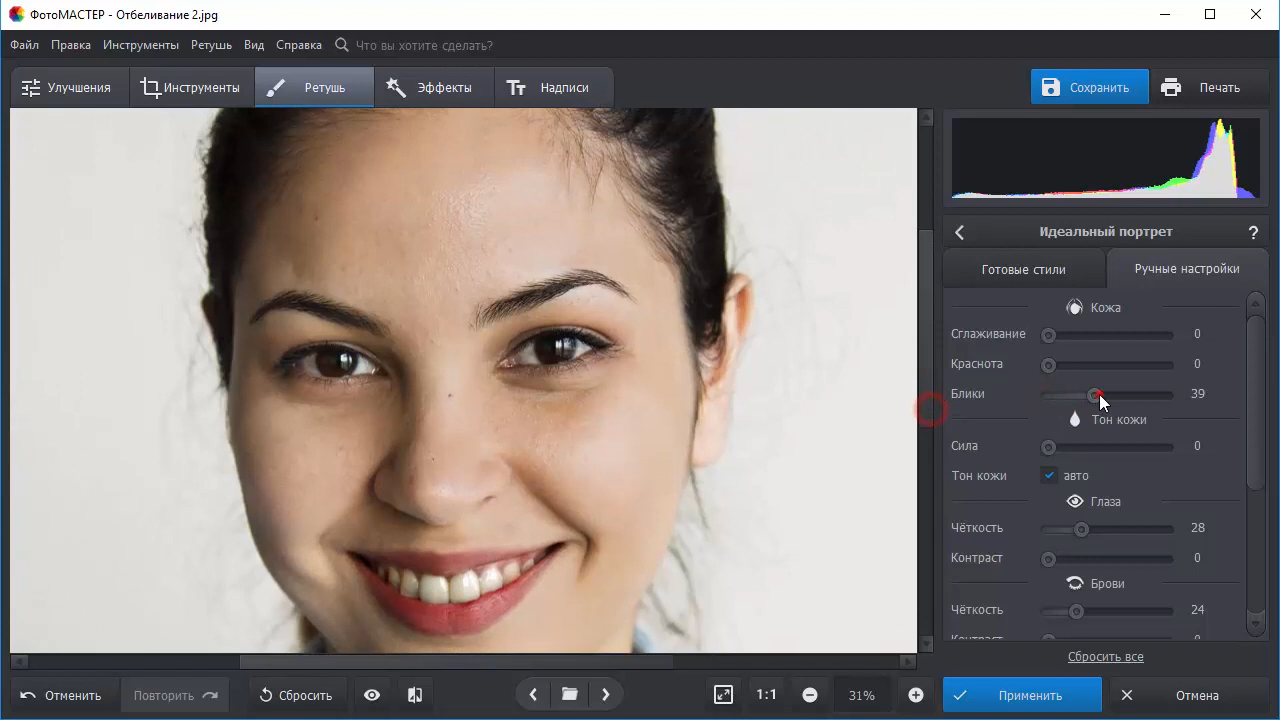 ФотоМАСТЕР - Отбеливание 2.jpg
Файл Правка Инструменты Ретушь Вид Справка Что вы хотите сделать?
Улучшения Инструменты Ретушь Эффекты Надписи Сохранить Печать
Идеальный портрет ?
Готовые стили Ручные настройки
Кожа
Сглаживание 0
Краснота 0
Блики 39
Тон кожи
Сила 0
Тон кожи авто
Глаза
Чёткость 28
Контраст 0
Брови
Чёткость 24
Контраст 0
Сбросить все
Отменить Повторить Сбросить 1:1 31% Применить Отмена